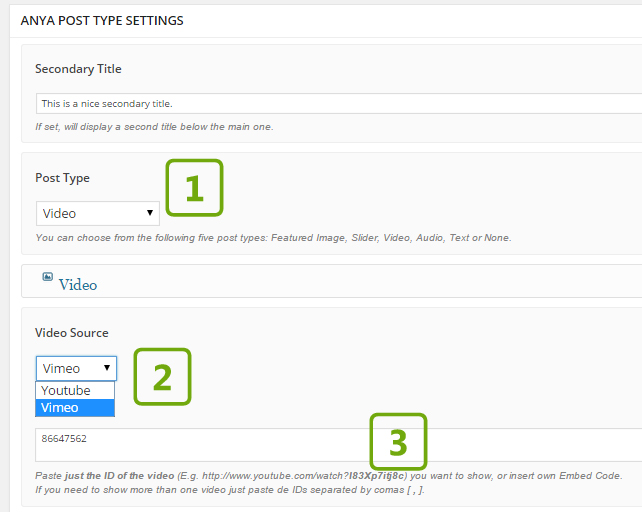 ANYA POST TYPE SETTINGS
Secondary Title
This is a nice secondary title.
If set, will display a second title below the main one.
Post Type
1
Video
You can choose from the following five post types: Featured Image, Slider, Video, Audio, Text or None.
Video
Video Source
Vimeo
2
Youtube
Vimeo
86647562
3
Paste just the ID of the video (E.g. http://www.youtube.com/watch?I83Xp7itj8c) you want to show, or insert own Embed Code.
If you need to show more than one video just paste de IDs separated by comas [ , ].